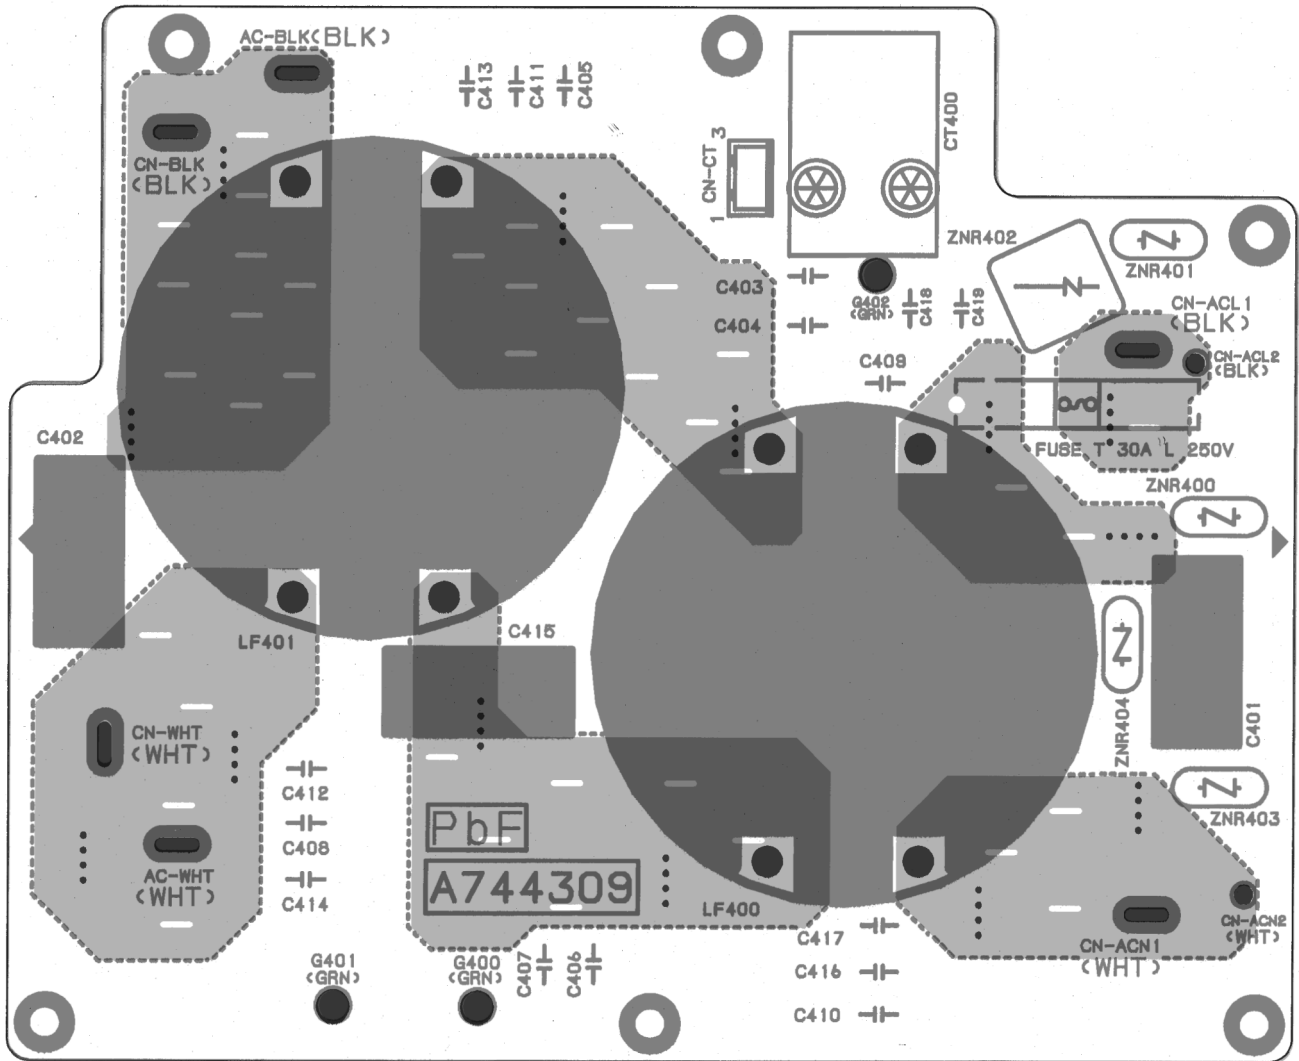 AC-BLK(BLK)
C413
C411
C405
CT400
CN-CT
3
1
CN-BLK
(BLK)
ZNR402
ZNR401
C403
G402
(GRN)
C418
C419
CN-ACL1
(BLK)
C404
CN-ACL2
(BLK)
C409
C402
FUSE T 30A L 250V
ZNR400
LF401
C415
ZNR404
C401
CN-WHT
(WHT)
C412
PbF
ZNR403
C408
AC-WHT
(WHT)
A744309
C414
LF400
CN-ACN2
(WHT)
C417
CN-ACN1
(WHT)
G401
(GRN)
G400
(GRN)
C407
C406
C416
C410